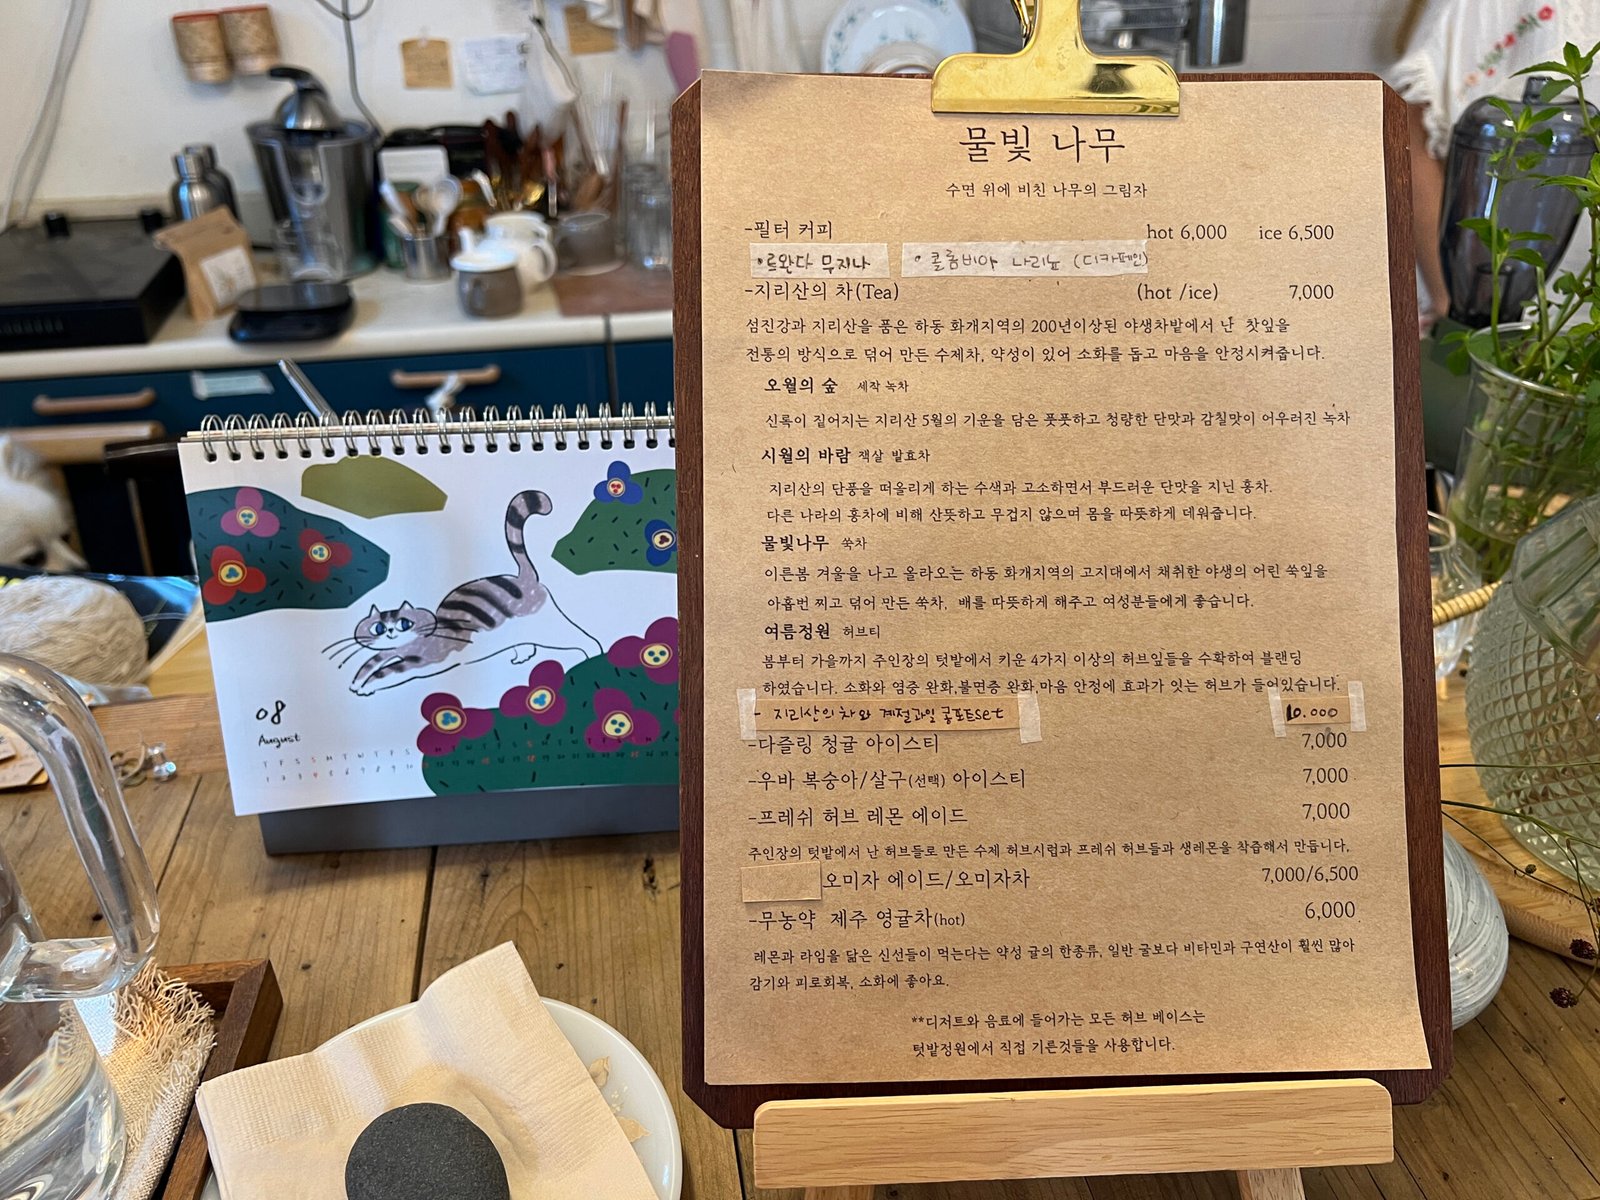 물빛 나무
수면 위에 비친 나무의 그림자
-필터 커피 hot 6,000 ice 6,500
•르완다 무지나 •콜롬비아 나리뇨 (디카페인)
-지리산의 차(Tea) (hot /ice) 7,000
섬진강과 지리산을 품은 하동 화개지역의 200년이상된 야생차밭에서 난 찻잎을
전통의 방식으로 덖어 만든 수제차, 약성이 있어 소화를 돕고 마음을 안정시켜줍니다.
오월의 숲 세작 녹차
신록이 짙어지는 지리산 5월의 기운을 담은 풋풋하고 청량한 단맛과 감칠맛이 어우러진 녹차
시월의 바람 잭살 발효차
지리산의 단풍을 떠올리게 하는 수색과 고소하면서 부드러운 단맛을 지닌 홍차.
다른 나라의 홍차에 비해 산뜻하고 무겁지 않으며 몸을 따뜻하게 데워줍니다.
물빛나무 쑥차
이른봄 겨울을 나고 올라오는 하동 화개지역의 고지대에서 채취한 야생의 어린 쑥잎을
아홉번 찌고 덖어 만든 쑥차, 배를 따뜻하게 해주고 여성분들에게 좋습니다.
여름정원 허브티
봄부터 가을까지 주인장의 텃밭에서 키운 4가지 이상의 허브잎들을 수확하여 블랜딩
하였습니다. 소화와 염증 완화,불면증 완화,마음 안정에 효과가 잇는 허브가 들어있습니다.
- 지리산의차와 계절과일 콩포트set 10.000
-다즐링 청귤 아이스티 7,000
-우바 복숭아/살구(선택) 아이스티 7,000
-프레쉬 허브 레몬 에이드 7,000
주인장의 텃밭에서 난 허브들로 만든 수제 허브시럽과 프레쉬 허브들과 생레몬을 착즙해서 만듭니다.
오미자 에이드/오미자차 7,000/6,500
-무농약 제주 영귤차(hot) 6,000
레몬과 라임을 닮은 신선들이 먹는다는 약성 귤의 한종류, 일반 귤보다 비타민과 구연산이 훨씬 많아
감기와 피로회복, 소화에 좋아요.
**디저트와 음료에 들어가는 모든 허브 베이스는
텃밭정원에서 직접 기른것들을 사용합니다.
08
August
T F S S M T W T F S
1 2 3 4 5 6 7 8 9 10